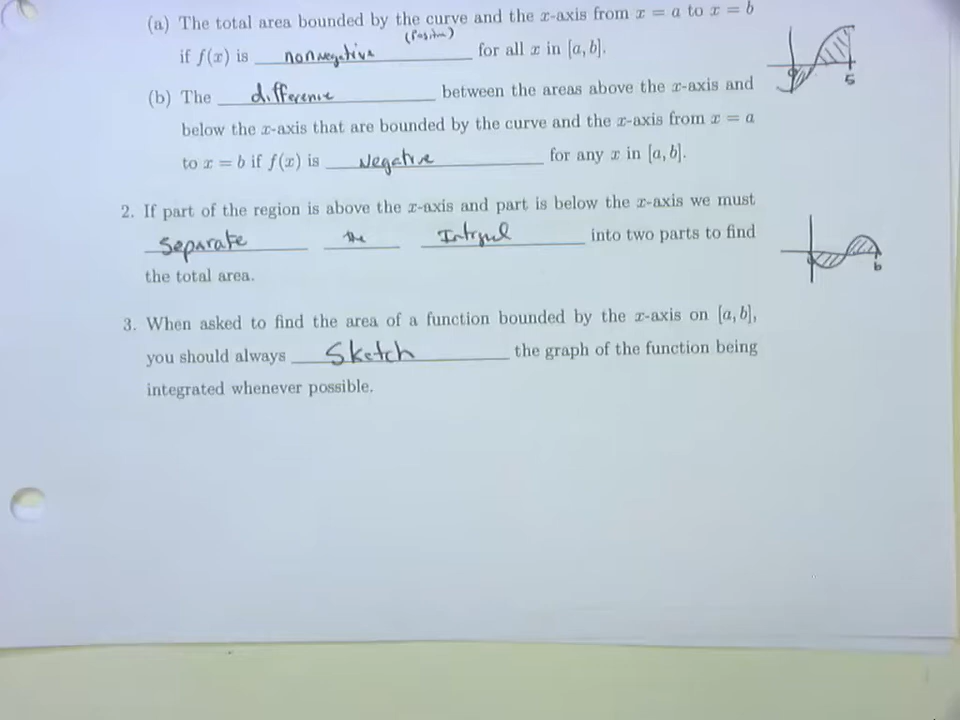 (a) The total area bounded by the curve and the x-axis from x = a to x = b
(Positive)
if f(x) is nonnegative for all x in [a, b].
5
(b) The difference between the areas above the x-axis and
below the x-axis that are bounded by the curve and the x-axis from x = a
to x = b if f(x) is Negative for any x in [a, b].
2. If part of the region is above the x-axis and part is below the x-axis we must
Separate the Integral into two parts to find
b
the total area.
3. When asked to find the area of a function bounded by the x-axis on [a, b],
you should always Sketch the graph of the function being
integrated whenever possible.